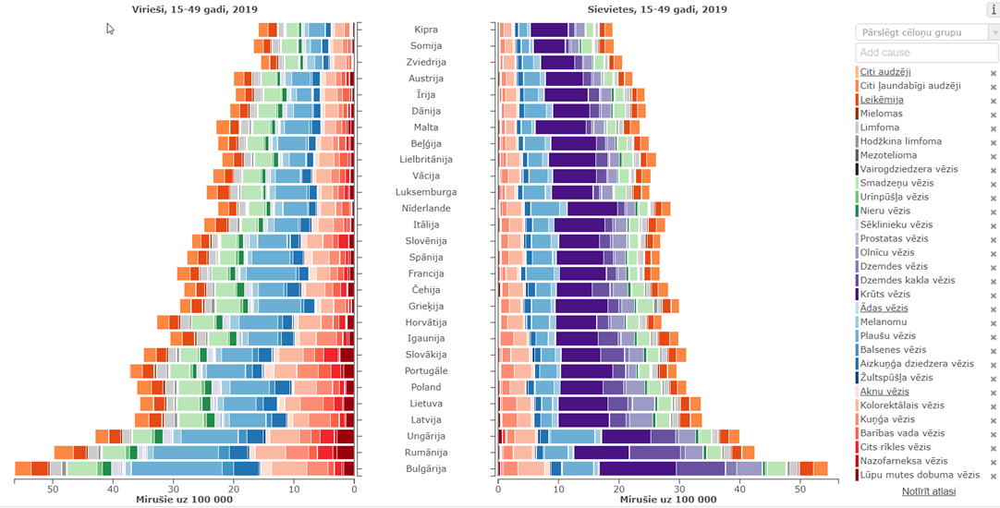 Vīrieši, 15-49 gadi, 2019
Sievietes, 15-49 gadi, 2019
i
Kipra
Somija
Zviedrija
Austrija
Īrija
Dānija
Malta
Beļģija
Lielbritānija
Vācija
Luksemburga
Nīderlande
Itālija
Slovēnija
Spānija
Francija
Čehija
Grieķija
Horvātija
Igaunija
Slovākija
Portugāle
Poland
Lietuva
Latvija
Ungārija
Rumānija
Bulgārija
50 40 30 20 10 0
0 10 20 30 40 50
Mirušie uz 100 000
Mirušie uz 100 000
Pārslēgt cēloņu grupu
Add cause
Citi audzēji
Citi ļaundabīgi audzēji
Leikēmija
Mielomas
Limfoma
Hodžkina limfoma
Mezotelioma
Vairogdziedera vēzis
Smadzeņu vēzis
Urīnpūšļa vēzis
Nieru vēzis
Sēklinieku vēzis
Prostatas vēzis
Olnīcu vēzis
Dzemdes vēzis
Dzemdes kakla vēzis
Krūts vēzis
Ādas vēzis
Melanomu
Plaušu vēzis
Balsenes vēzis
Aizkuņģa dziedzera vēzis
Žultspūšļa vēzis
Aknu vēzis
Kolorektālais vēzis
Kuņģa vēzis
Barības vada vēzis
Cits rīkles vēzis
Nazofarneksa vēzis
Lūpu mutes dobuma vēzis
Notīrīt atlasi